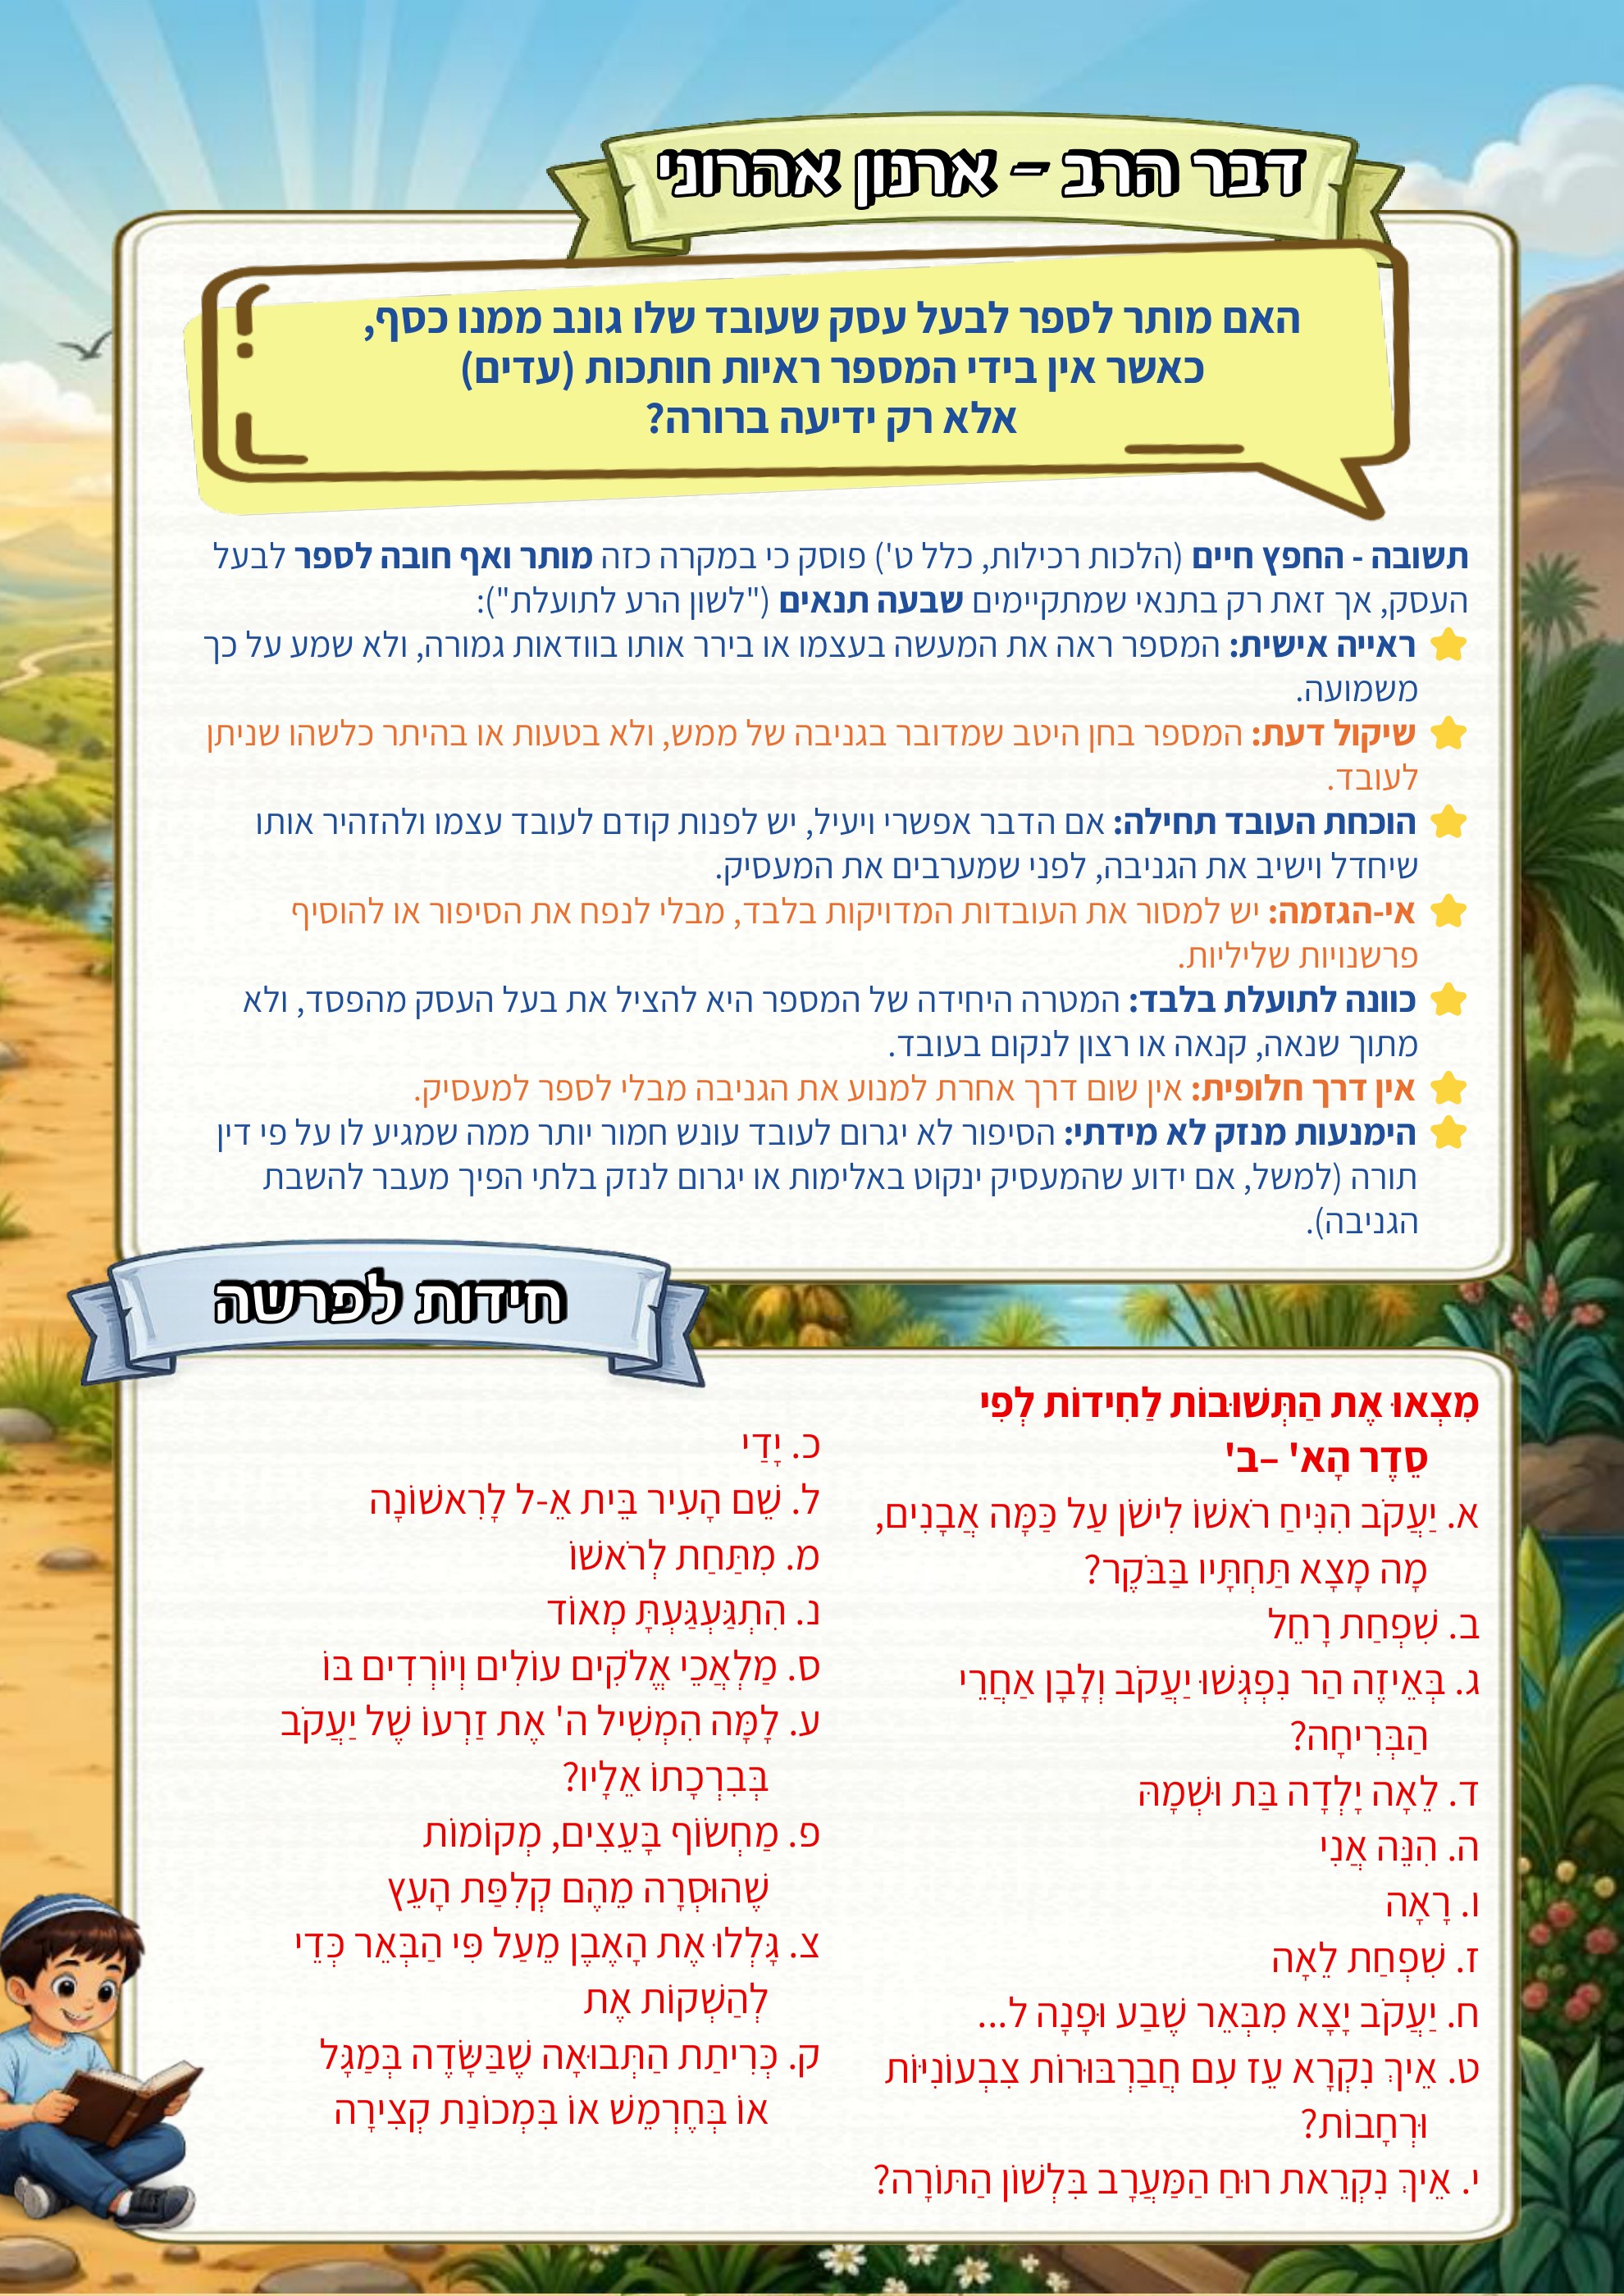 דבר הרב – ארנון אהרוני
האם מותר לספר לבעל עסק שעובד שלו גונב ממנו כסף,
כאשר אין בידי המספר ראיות חותכות (עדים)
אלא רק ידיעה ברורה?
תשובה - החפץ חיים (הלכות רכילות, כלל ט') פוסק כי במקרה כזה מותר ואף חובה לספר לבעל
העסק, אך זאת רק בתנאי שמתקיימים שבעה תנאים ("לשון הרע לתועלת"):
ראייה אישית: המספר ראה את המעשה בעצמו או בירר אותו בוודאות גמורה, ולא שמע על כך
משמועה.
שיקול דעת: המספר בחן היטב שמדובר בגניבה של ממש, ולא בטעות או בהיתר כלשהו שניתן
לעובד.
הוכחת העובד תחילה: אם הדבר אפשרי ויעיל, יש לפנות קודם לעובד עצמו ולהזהיר אותו
שיחדל וישיב את הגניבה, לפני שמערבים את המעסיק.
אי-הגזמה: יש למסור את העובדות המדויקות בלבד, מבלי לנפח את הסיפור או להוסיף
פרשנויות שליליות.
כוונה לתועלת בלבד: המטרה היחידה של המספר היא להציל את בעל העסק מהפסד, ולא
מתוך שנאה, קנאה או רצון לנקום בעובד.
אין דרך חלופית: אין שום דרך אחרת למנוע את הגניבה מבלי לספר למעסיק.
הימנעות מנזק לא מידתי: הסיפור לא יגרום לעובד עונש חמור יותר ממה שמגיע לו על פי דין
תורה (למשל, אם ידוע שהמעסיק ינקוט באלימות או יגרום לנזק בלתי הפיך מעבר להשבת
הגניבה).
חידות לפרשה
מִצְאוּ אֶת הַתְּשׁוּבוֹת לַחִידוֹת לְפִי
סֵדֶר הָא' –ב'
א. יַעֲקֹב הִנִּיחַ רֹאשׁוֹ לִישֹׁן עַל כַּמָּה אֲבָנִים,
מָה מָצָא תַּחְתָּיו בַּבֹּקֶר?
ב. שִׁפְחַת רָחֵל
ג. בְּאֵיזֶה הַר נִפְגְּשׁוּ יַעֲקֹב וְלָבָן אַחֲרֵי
הַבְּרִיחָה?
ד. לֵאָה יָלְדָה בַּת וּשְׁמָהּ
ה. הִנֵּה אֲנִי
ו. רָאָה
ז. שִׁפְחַת לֵאָה
ח. יַעֲקֹב יָצָא מִבְּאֵר שֶׁבַע וּפָנָה ל...
ט. אֵיךְ נִקְרָא עֵז עִם חֲבַרְבּוּרוֹת צִבְעוֹנִיּוֹת
וּרְחָבוֹת?
י. אֵיךְ נִקְרֵאת רוּחַ הַמַּעֲרָב בִּלְשׁוֹן הַתּוֹרָה?
כ. יָדַי
ל. שֵׁם הָעִיר בֵּית אֵ-ל לָרִאשׁוֹנָה
מ. מִתַּחַת לְרֹאשׁוֹ
נ. הִתְגַּעְגַּעְתָּ מְאוֹד
ס. מַלְאֲכֵי אֱלֹקִים עוֹלִים וְיוֹרְדִים בּוֹ
ע. לָמָּה הִמְשִׁיל ה' אֶת זַרְעוֹ שֶׁל יַעֲקֹב
בְּבִרְכָתוֹ אֵלָיו?
פ. מַחְשׂוֹף בָּעֵצִים, מְקוֹמוֹת
שֶׁהוּסְרָה מֵהֶם קְלִפַּת הָעֵץ
צ. גָּלְלוּ אֶת הָאֶבֶן מֵעַל פִּי הַבְּאֵר כְּדֵי
לְהַשְׁקוֹת אֶת
ק. כְּרִיתַת הַתְּבוּאָה שֶׁבַּשָּׂדֶה בְּמַגָּל
אוֹ בְּחֶרְמֵשׁ אוֹ בִּמְכוֹנַת קְצִירָה